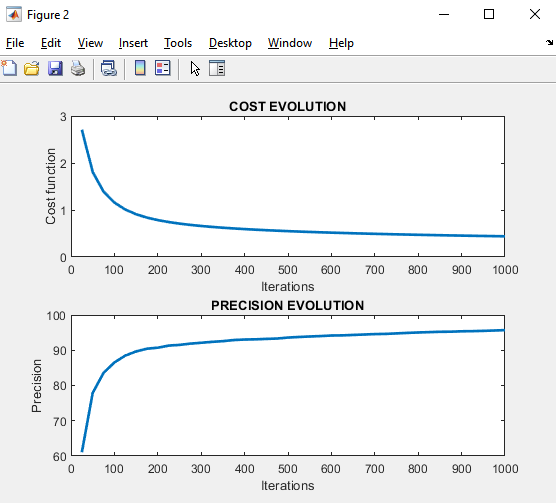 Figure 2
File Edit View Insert Tools Desktop Window Help
COST EVOLUTION
3
2
1
0
Cost function
0 100 200 300 400 500 600 700 800 900 1000
Iterations
PRECISION EVOLUTION
100
90
80
70
60
Precision
0 100 200 300 400 500 600 700 800 900 1000
Iterations